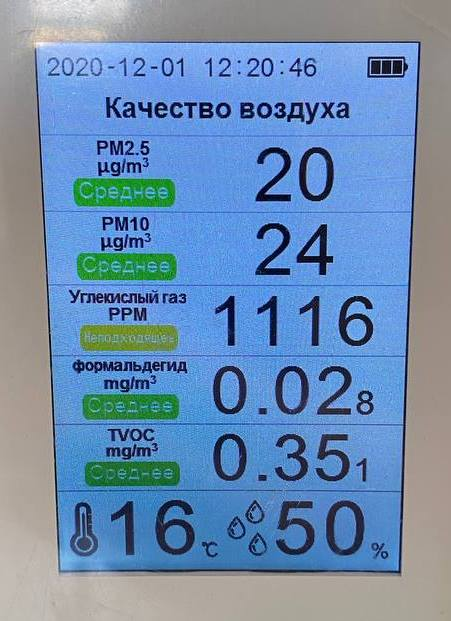 2020-12-01 12:20:46
Качество воздуха
PM2.5
µg/m³
Среднее
20
PM10
µg/m³
Среднее
24
Углекислый газ
PPM
Неподходящее
1116
формальдегид
mg/m³
Среднее
0.028
TVOC
mg/m³
Среднее
0.351
16 ℃
50 %